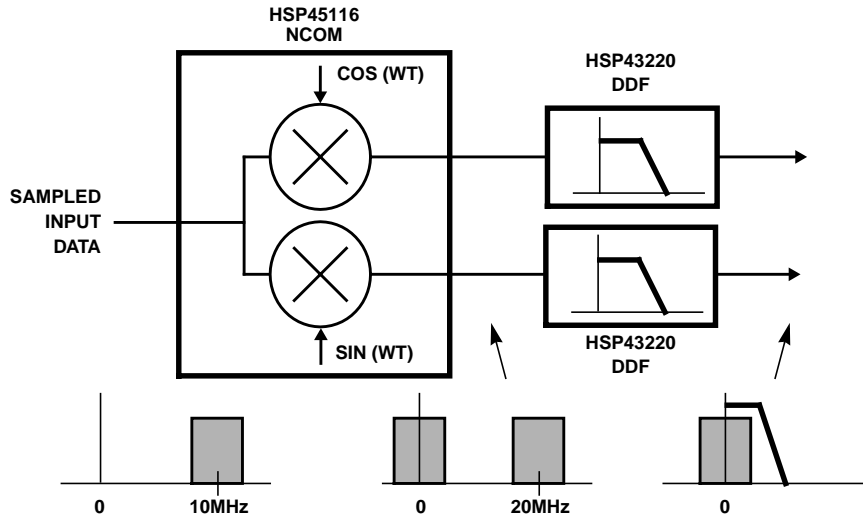 HSP45116
NCOM
COS (WT)
HSP43220
DDF
SAMPLED
INPUT
DATA
SIN (WT)
HSP43220
DDF
0
10MHz
0
20MHz
0